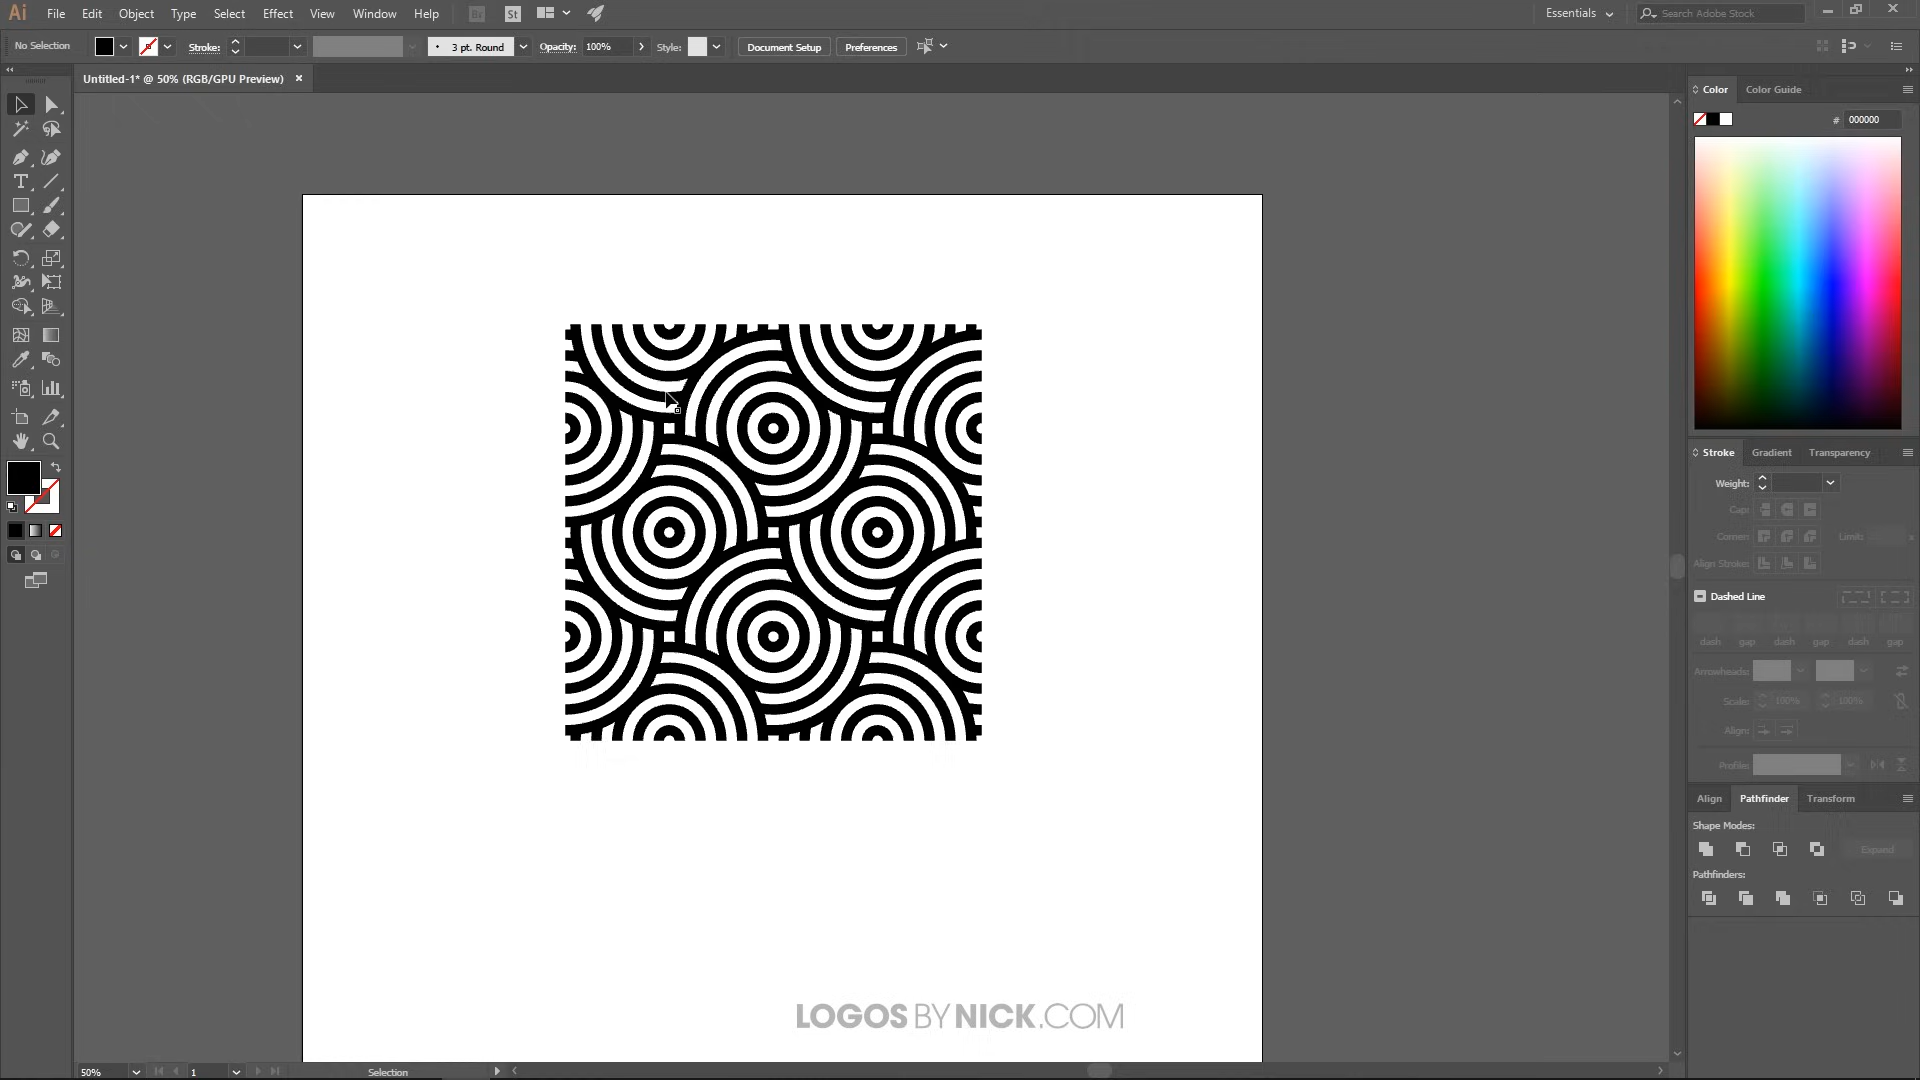 Ai File Edit Object Type Select Effect View Window Help Br St Essentials Search Adobe Stock
No Selection Stroke: 3 pt. Round Opacity: 100% Style: Document Setup Preferences
Untitled-1* @ 50% (RGB/GPU Preview)
Color Color Guide
# 000000
Stroke Gradient Transparency
Weight:
Cap:
Corner: Limit: x
Align Stroke:
Dashed Line
dash gap dash gap dash gap
Arrowheads:
Scale: 100% 100%
Align:
Profile:
Align Pathfinder Transform
Shape Modes:
Expand
Pathfinders:
LOGOS BY NICK.COM
50% 1 Selection